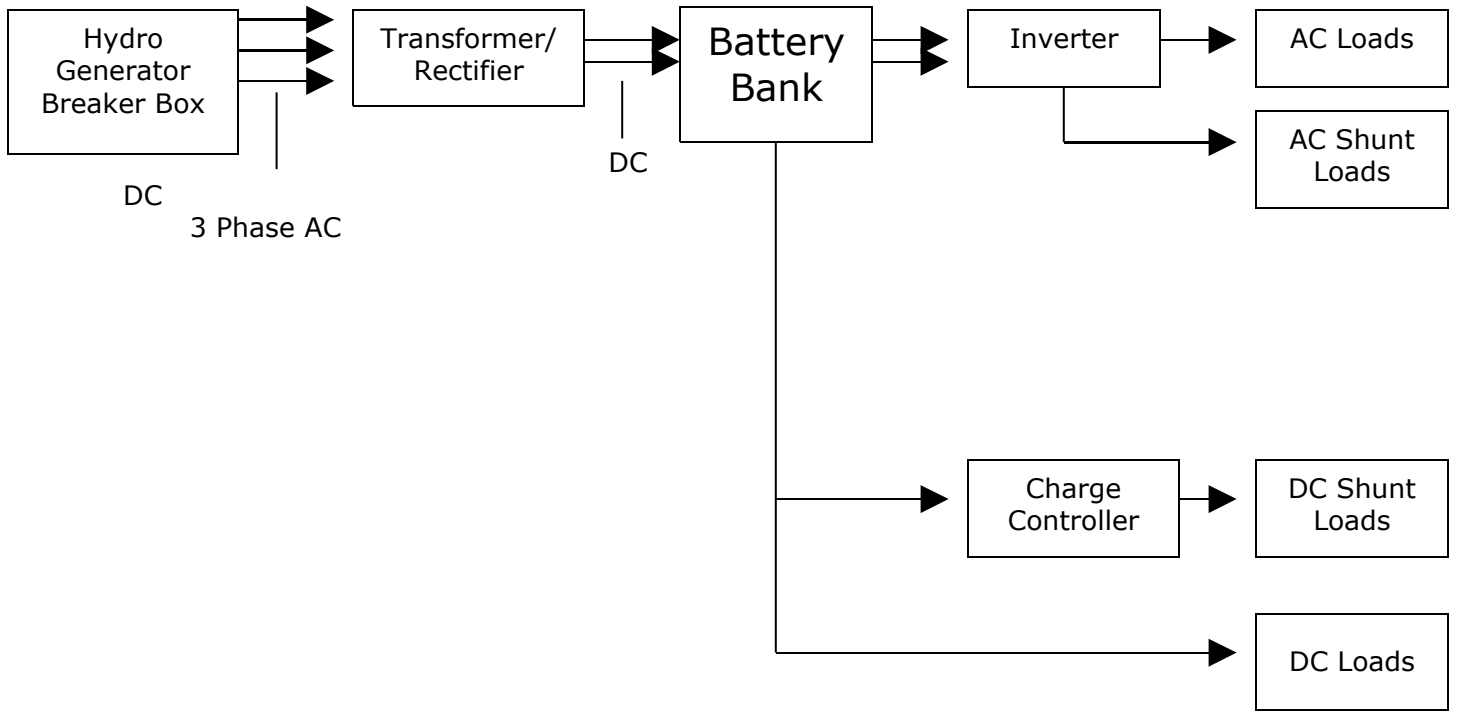 Hydro
Generator
Breaker Box
Transformer/
Rectifier
Battery
Bank
Inverter
AC Loads
AC Shunt
Loads
DC
DC
3 Phase AC
Charge
Controller
DC Shunt
Loads
DC Loads